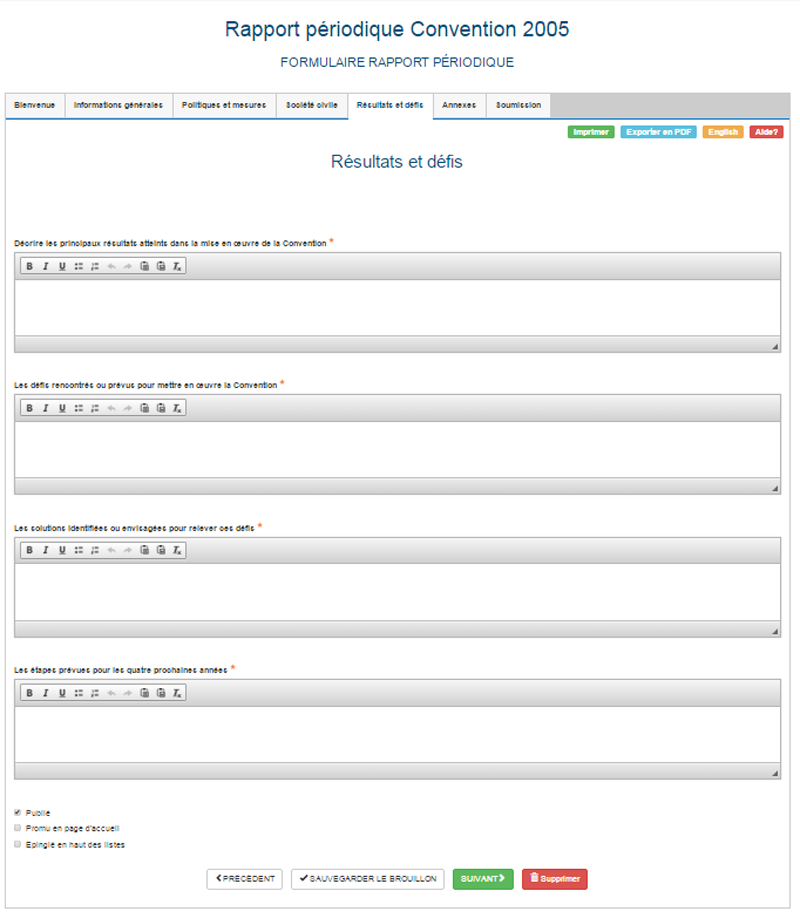 Rapport périodique Convention 2005
FORMULAIRE RAPPORT PÉRIODIQUE
Bienvenue Informations générales Politiques et mesures Société civile Résultats et défis Annexes Soumission
Imprimer Exporter en PDF English Aide?
Résultats et défis
Décrire les principaux résultats atteints dans la mise en œuvre de la Convention *
B I U
Les défis rencontrés ou prévus pour mettre en œuvre la Convention *
B I U
Les solutions identifiées ou envisagées pour relever ces défis *
B I U
Les étapes prévues pour les quatre prochaines années *
B I U
Publié
Promu en page d'accueil
Epinglé en haut des listes
PRÉCÉDENT SAUVEGARDER LE BROUILLON SUIVANT Supprimer